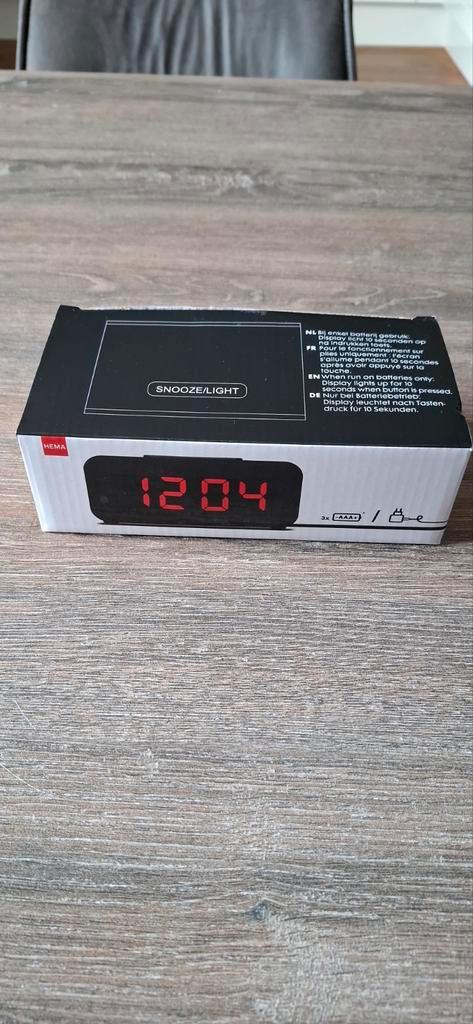 SNOOZE/LIGHT
NL Bij enkel batterij gebruik:
Display licht 10 seconden op
na indrukken toets.
FR Pour le fonctionnement sur
piles uniquement : l'écran
s'allume pendant 10 secondes
après avoir appuyé sur la
touche.
EN When run on batteries only:
Display lights up for 10
seconds when button is pressed.
DE Nur bei Batteriebetrieb:
Display leuchtet nach Tasten-
druck für 10 Sekunden.
HEMA
12 04
3x -AAA+ /